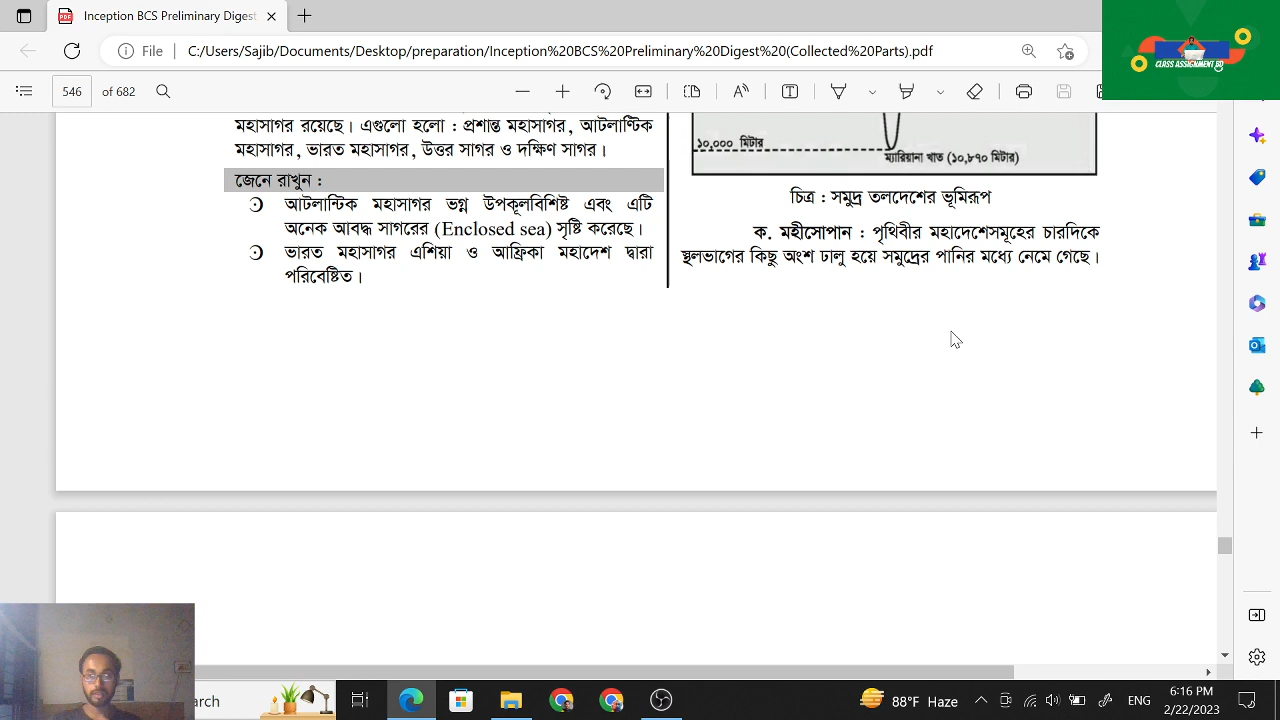 Inception BCS Preliminary Digest
File
C:/Users/Sajib/Documents/Desktop/preparation/Inception%20BCS%20Preliminary%20Digest%20(Collected%20Parts).pdf
CLASS ASSIGNMENT BD
546 of 682
মহাসাগর রয়েছে। এগুলো হলো : প্রশান্ত মহাসাগর, আটলাণ্টিক
মহাসাগর, ভারত মহাসাগর, উত্তর সাগর ও দক্ষিণ সাগর।
জেনে রাখুন :
আটলান্টিক মহাসাগর ভগ্ন উপকূলবিশিষ্ট এবং এটি
অনেক আবদ্ধ সাগরের (Enclosed sea) সৃষ্টি করেছে।
ভারত মহাসাগর এশিয়া ও আফ্রিকা মহাদেশ দ্বারা
পরিবেষ্টিত।
১০,০০০ মিটার
ম্যারিয়ানা খাত (১০,৮৭০ মিটার)
চিত্র : সমুদ্র তলদেশের ভূমিরূপ
ক. মহীসোপান : পৃথিবীর মহাদেশসমূহের চারদিকে
স্থলভাগের কিছু অংশ ঢালু হয়ে সমুদ্রের পানির মধ্যে নেমে গেছে।
arch
88°F Haze
ENG
6:16 PM
2/22/2023